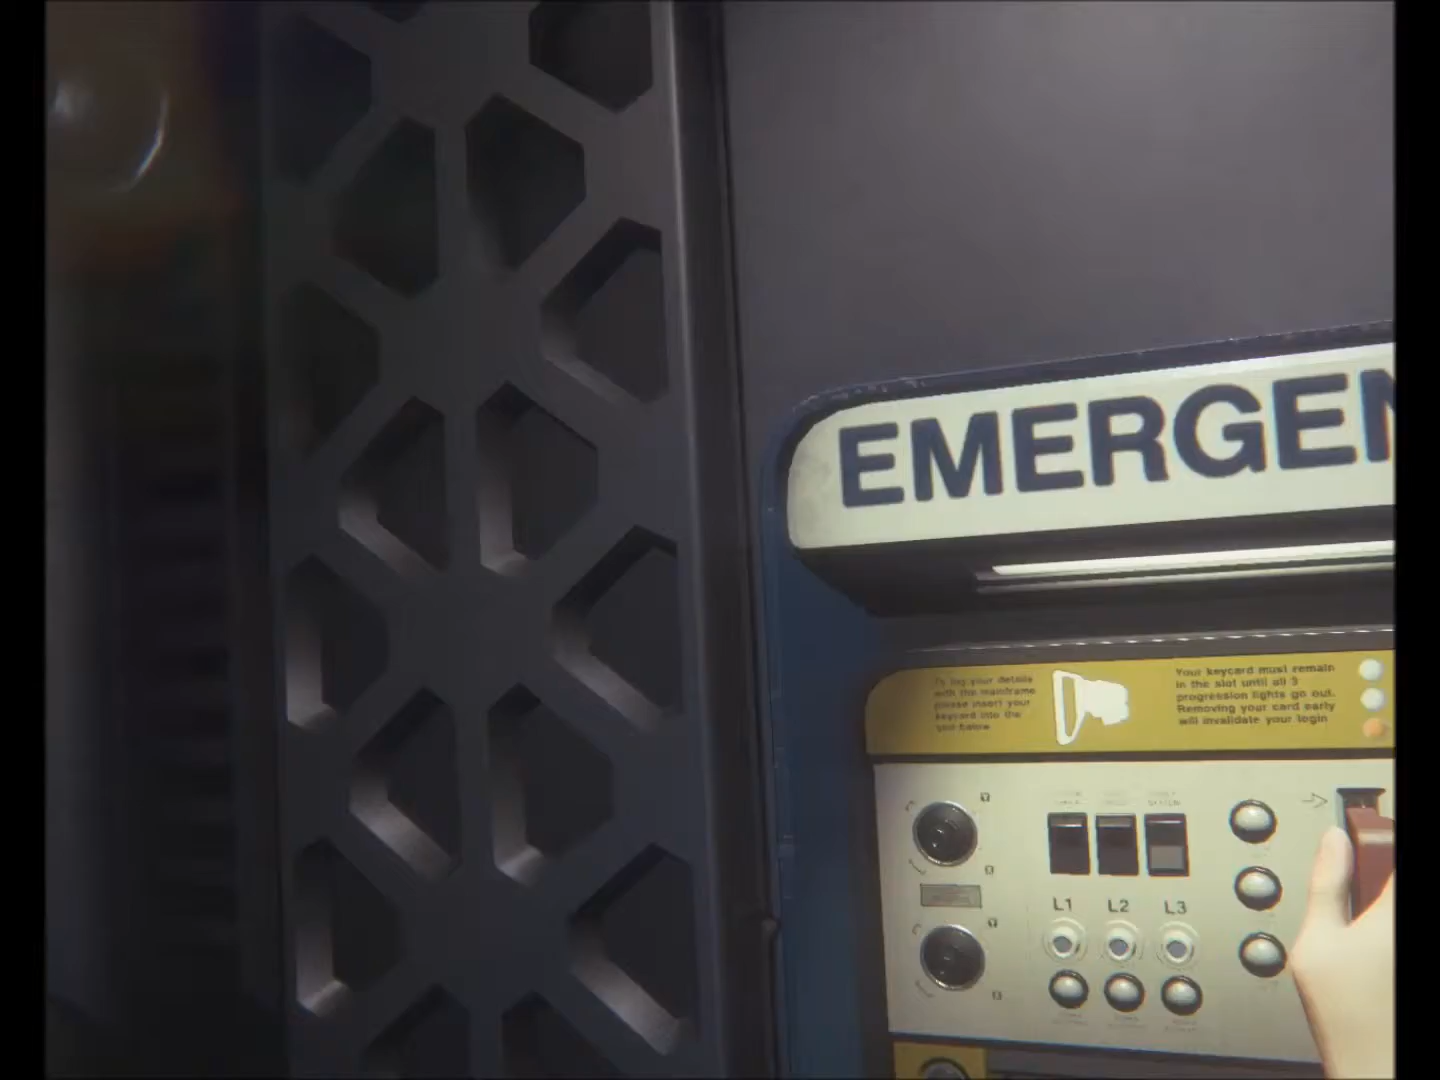 EMERGEN
To log your details
with the mainframe
please insert your
keycard into the
slot below
Your keycard must remain
in the slot until all 3
progression lights go out.
Removing your card early
will invalidate your login
L1 L2 L3